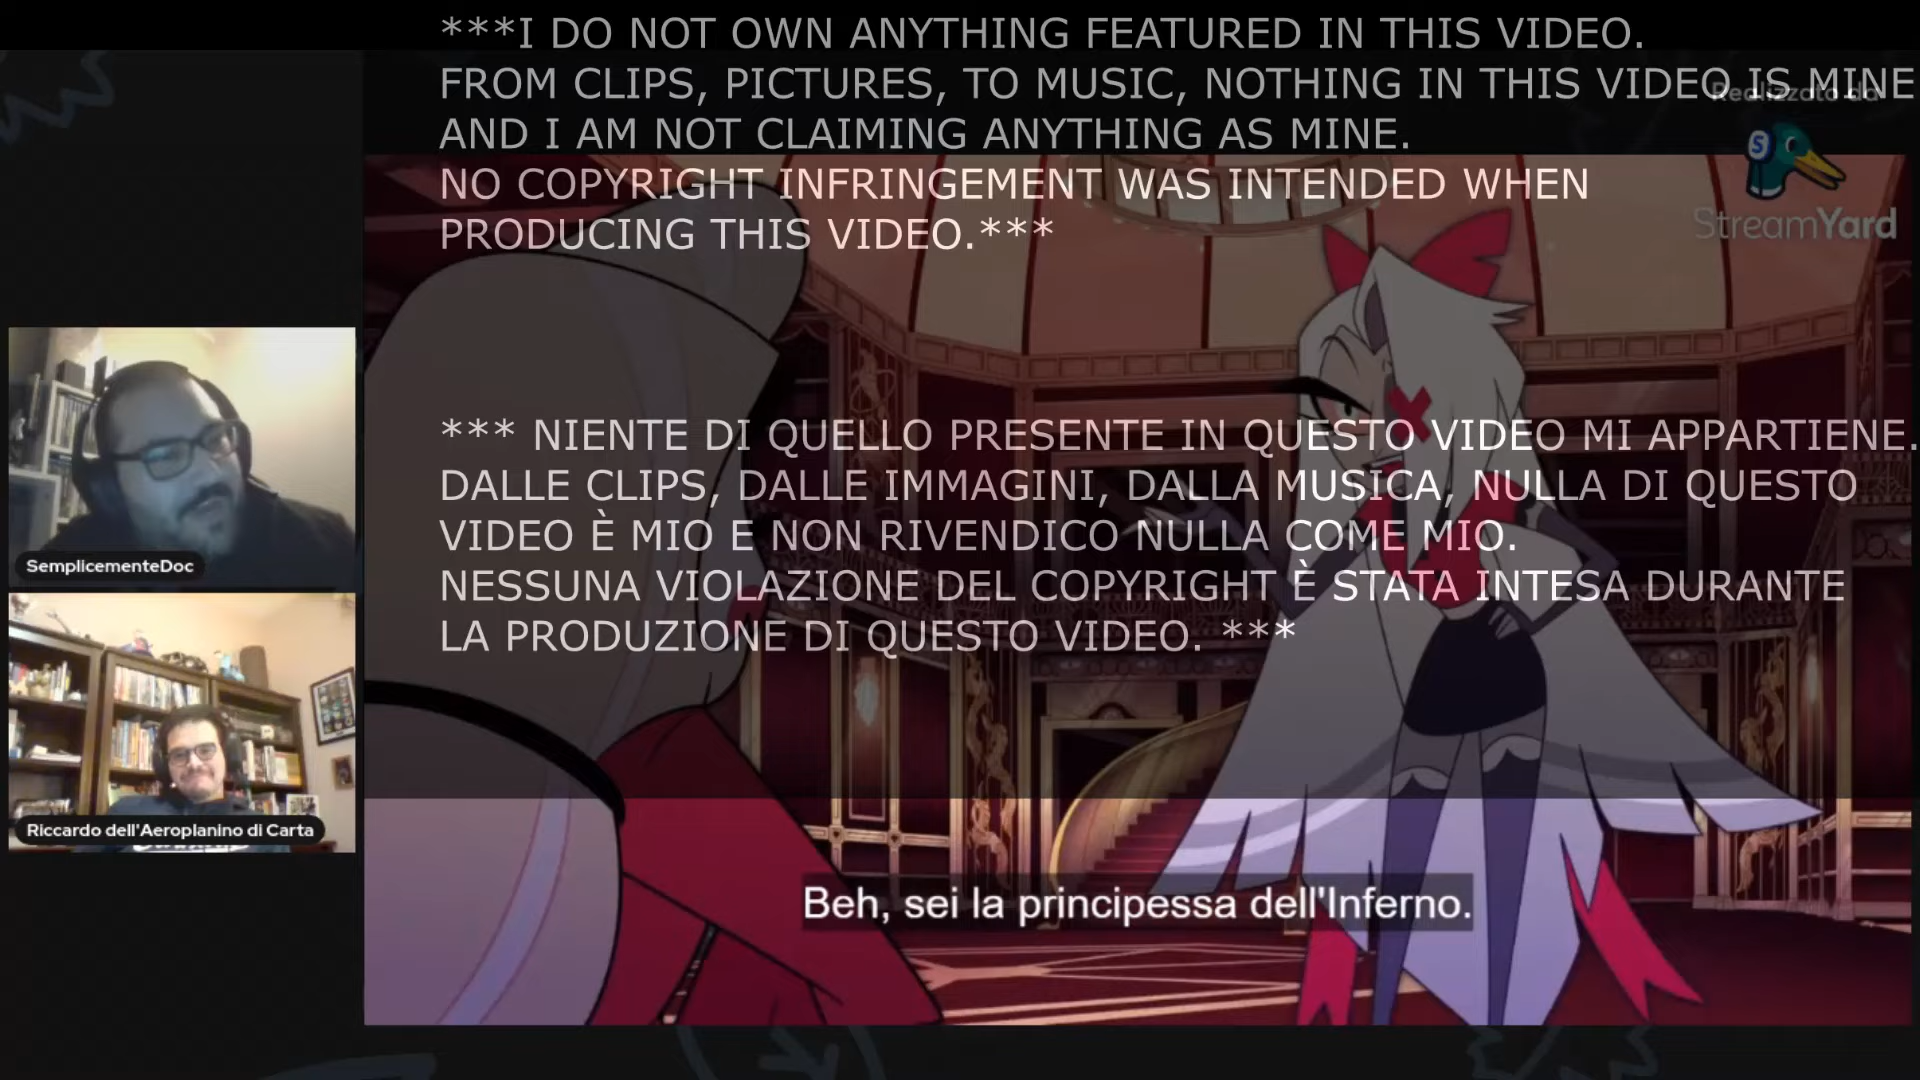 ***I DO NOT OWN ANYTHING FEATURED IN THIS VIDEO.
FROM CLIPS, PICTURES, TO MUSIC, NOTHING IN THIS VIDEO IS MINE
AND I AM NOT CLAIMING ANYTHING AS MINE.
NO COPYRIGHT INFRINGEMENT WAS INTENDED WHEN
PRODUCING THIS VIDEO.***
Realizzato da
S
StreamYard
*** NIENTE DI QUELLO PRESENTE IN QUESTO VIDEO MI APPARTIENE.
DALLE CLIPS, DALLE IMMAGINI, DALLA MUSICA, NULLA DI QUESTO
VIDEO È MIO E NON RIVENDICO NULLA COME MIO.
NESSUNA VIOLAZIONE DEL COPYRIGHT È STATA INTESA DURANTE
LA PRODUZIONE DI QUESTO VIDEO. ***
SemplicementeDoc
Riccardo dell'Aeroplanino di Carta
Beh, sei la principessa dell'Inferno.